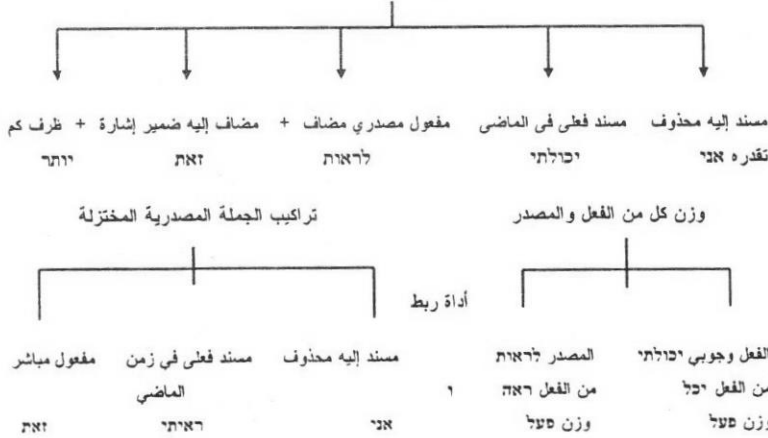 مسند إليه محذوف مسند فعلى فى الماضى مفعول مصدري مضاف + مضاف إليه ضمير إشارة + ظرف كم
تقدره אני יכולתי לראות זאת יותר
وزن كل من الفعل والمصدر تراكيب الجملة المصدرية المختزلة
أداة ربط
الفعل وجوبي יכולתי المصدر לראות مسند إليه محذوف مسند فعلى في زمن مفعول مباشر
من الفعل יכל من الفعل ראה ו الماضي
وزن פעל وزن פעל אני ראיתי זאת